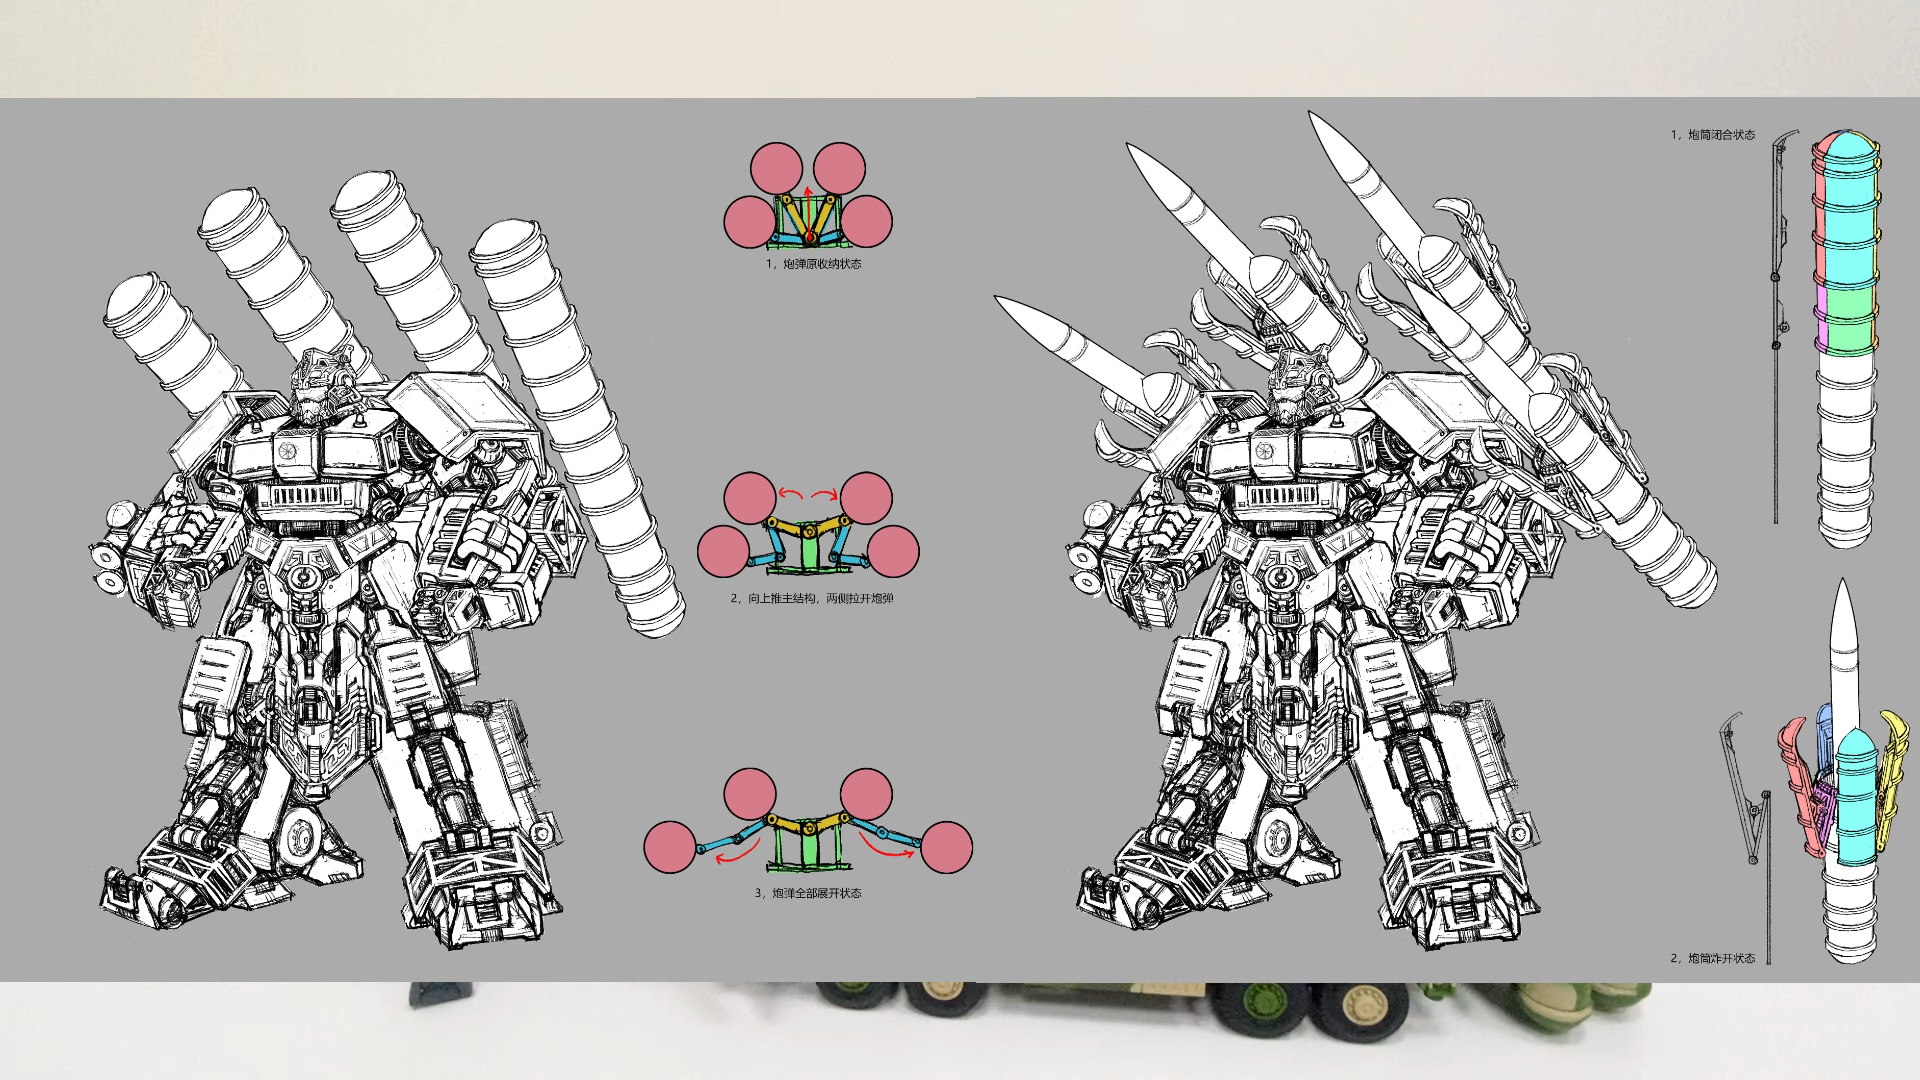 1，炮弹原收纳状态
2，向上推主结构，两侧拉开炮弹
3，炮弹全部展开状态
1，炮筒闭合状态
2，炮筒炸开状态